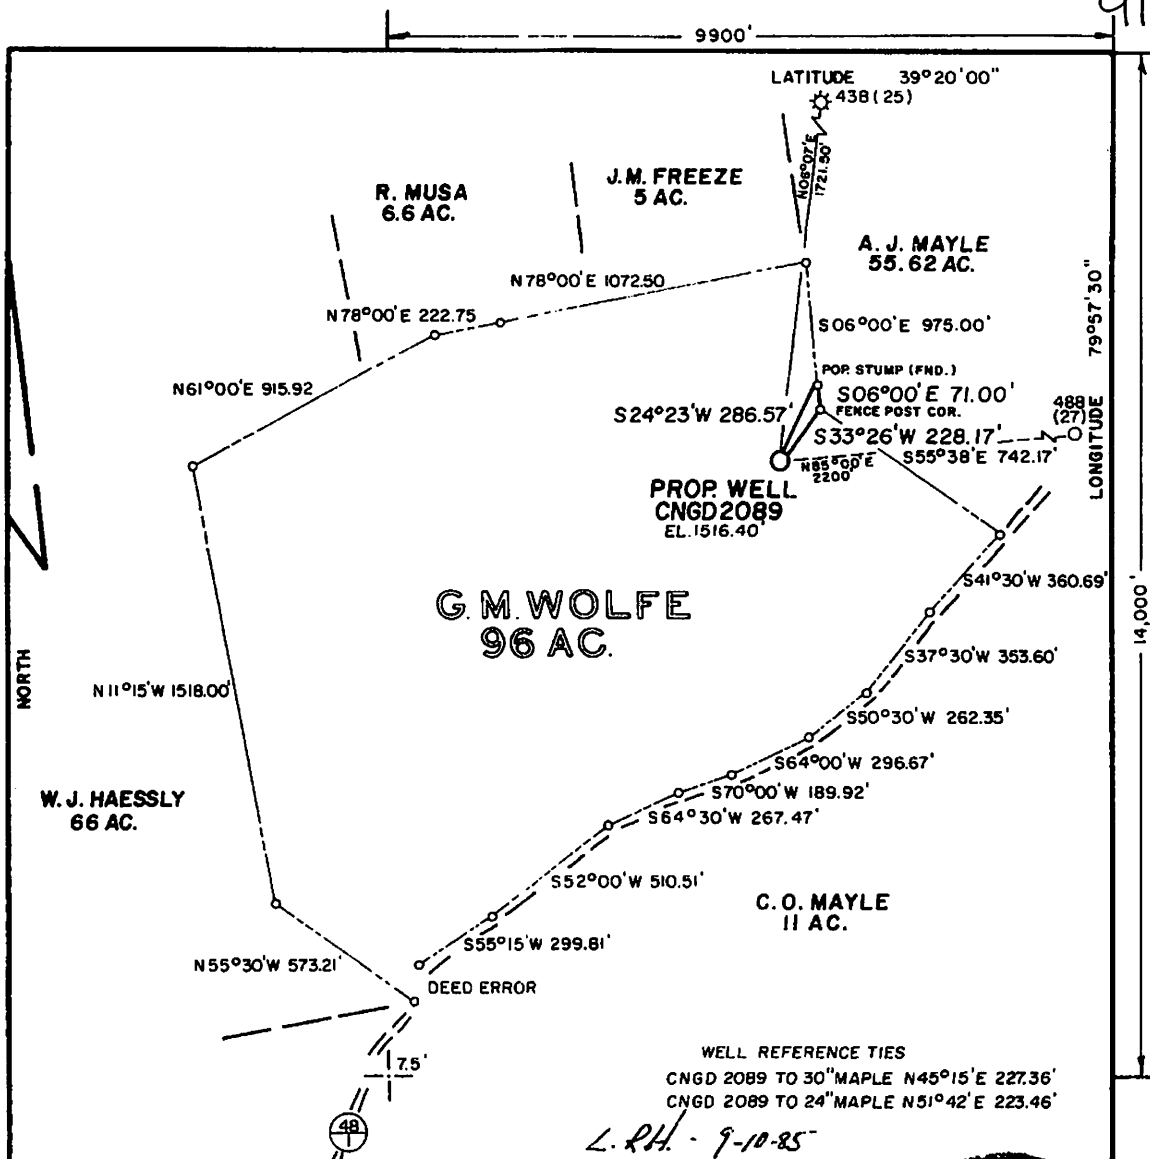 9900'
LATITUDE 39°20'00"
438(25)
N06°07'E
1721.50'
R. MUSA
6.6 AC.
J.M. FREEZE
5 AC.
A. J. MAYLE
55.62 AC.
79°57'30"
LONGITUDE
14,000'
N78°00'E 1072.50
N78°00'E 222.75
S06°00'E 975.00'
POP. STUMP (FND.)
N61°00'E 915.92
S06°00'E 71.00'
S24°23'W 286.57'
FENCE POST COR.
488
(27)
S33°26'W 228.17'
S55°38'E 742.17'
N85°00'E
2200'
PROP. WELL
CNGD2089
EL.1516.40'
S41°30'W 360.69'
G. M. WOLFE
96 AC.
S37°30'W 353.60'
NORTH
N11°15'W 1518.00'
S50°30'W 262.35'
S64°00'W 296.67'
S70°00'W 189.92'
W. J. HAESSLY
66 AC.
S64°30'W 267.47'
S52°00'W 510.51'
C. O. MAYLE
11 AC.
S55°15'W 299.81'
N55°30'W 573.21'
DEED ERROR
7.5'
WELL REFERENCE TIES
CNGD 2089 TO 30" MAPLE N45°15'E 227.36'
CNGD 2089 TO 24" MAPLE N51°42'E 223.46'
48
1
L. R.H. - 9-10-85